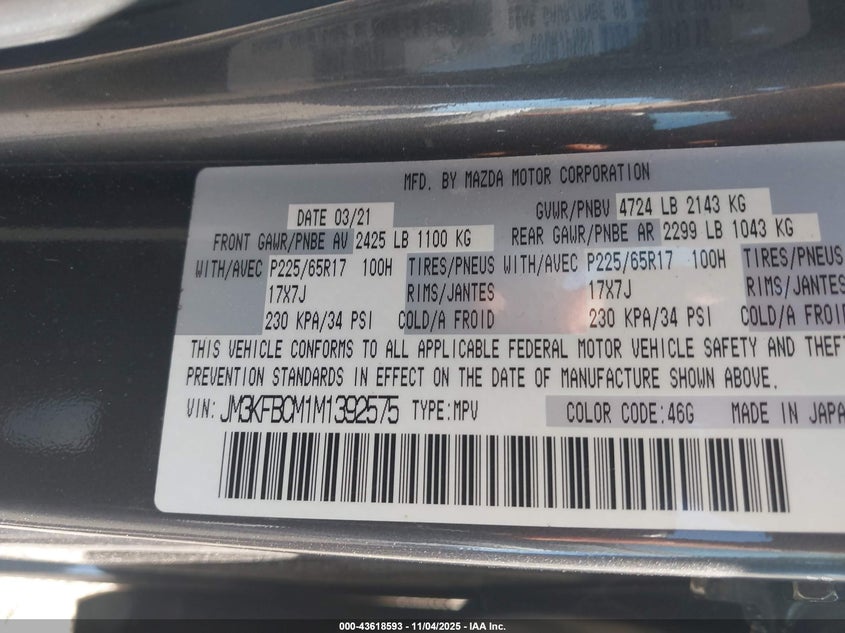 MFD. BY MAZDA MOTOR CORPORATION
DATE 03/21 GVWR/PNBV 4724 LB 2143 KG
FRONT GAWR/PNBE AV 2425 LB 1100 KG REAR GAWR/PNBE AR 2299 LB 1043 KG
WITH/AVEC P225/65R17 100H TIRES/PNEUS WITH/AVEC P225/65R17 100H TIRES/PNEUS
17X7J RIMS/JANTES 17X7J RIMS/JANTES
230 KPA/34 PSI COLD/A FROID 230 KPA/34 PSI COLD/A FROID
THIS VEHICLE CONFORMS TO ALL APPLICABLE FEDERAL MOTOR VEHICLE SAFETY AND THEFT
PREVENTION STANDARDS IN EFFECT ON THE DATE OF MANUFACTURE SHOWN ABOVE.
VIN: JM3KFBCM1M1392575 TYPE:MPV COLOR CODE:46G MADE IN JAPA
000-43618593 - 11/04/2025 - IAA Inc.